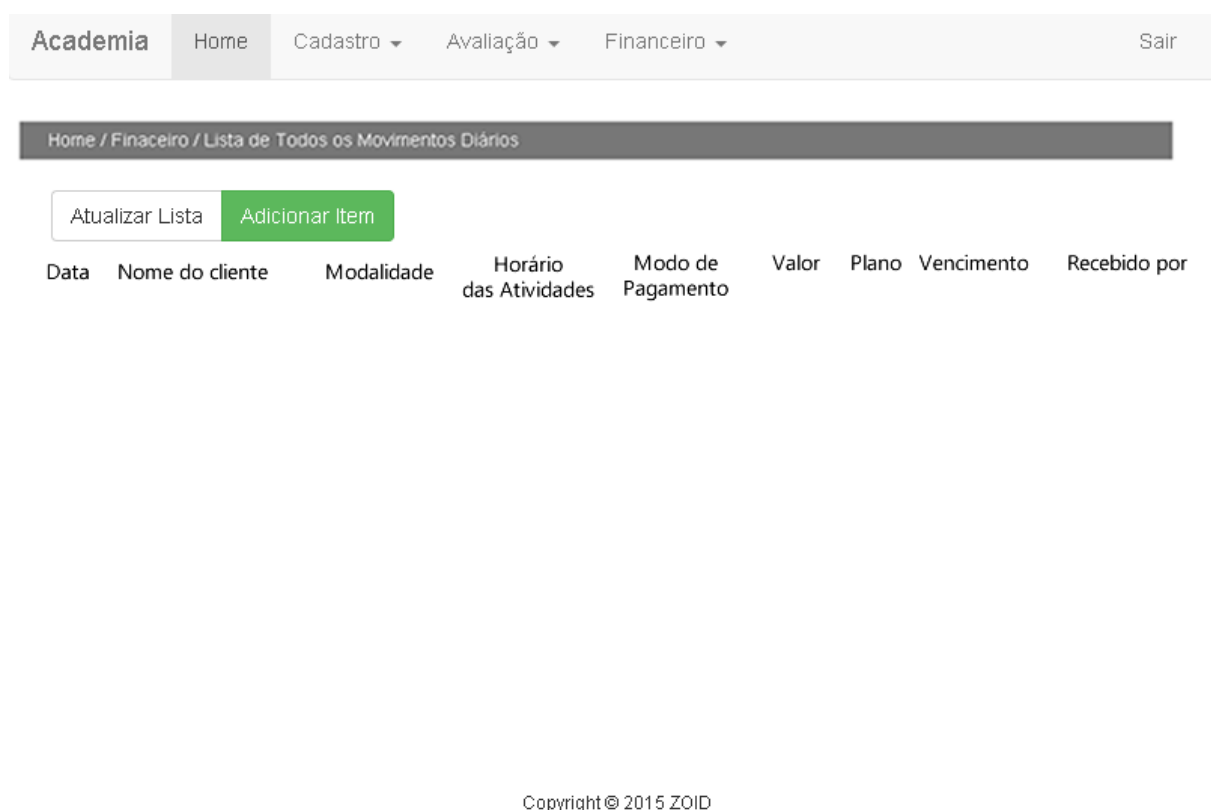 Academia Home Cadastro Avaliação Financeiro Sair
Home / Finaceiro / Lista de Todos os Movimentos Diários
Atualizar Lista Adicionar Item
Data Nome do cliente Modalidade Horário das Atividades Modo de Pagamento Valor Plano Vencimento Recebido por
Copyright © 2015 ZOID